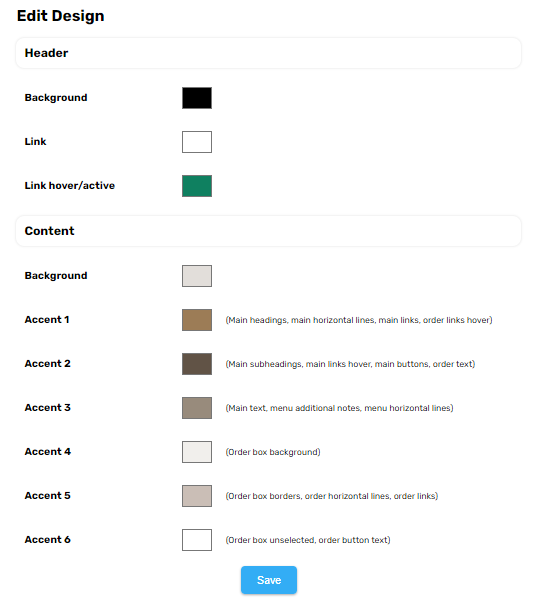 Edit Design
Header
Background
Link
Link hover/active
Content
Background
Accent 1 (Main headings, main horizontal lines, main links, order links hover)
Accent 2 (Main subheadings, main links hover, main buttons, order text)
Accent 3 (Main text, menu additional notes, menu horizontal lines)
Accent 4 (Order box background)
Accent 5 (Order box borders, order horizontal lines, order links)
Accent 6 (Order box unselected, order button text)
Save